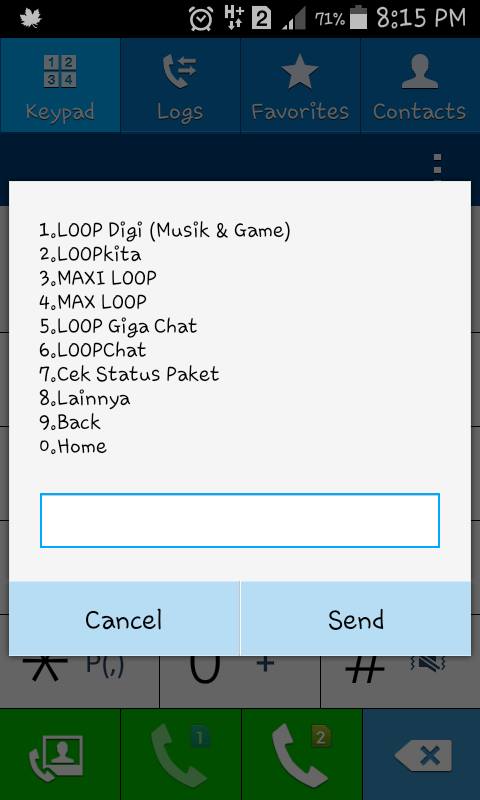 H+ 2 71% 8:15 PM
Keypad Logs Favorites Contacts
1.LOOP Digi (Musik & Game)
2.LOOPkita
3.MAXI LOOP
4.MAX LOOP
5.LOOP Giga Chat
6.LOOPChat
7.Cek Status Paket
8.Lainnya
9.Back
0.Home
Cancel Send
* P(,) 0 + #
1 2